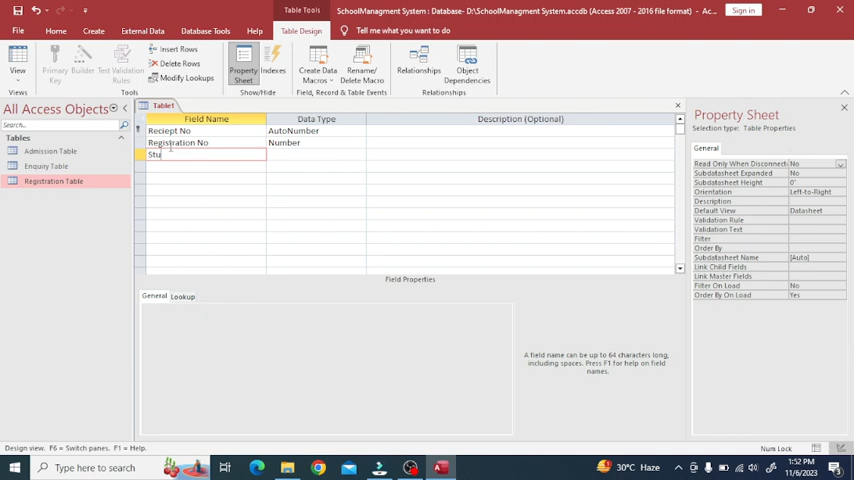 Table Tools
SchoolManagment System : Database- D:\SchoolManagment System.accdb (Access 2007 - 2016 file format) - Ac...
Sign in
File Home Create External Data Database Tools Help Table Design Tell me what you want to do
View
Primary Key
Builder
Test Validation Rules
Insert Rows
Delete Rows
Modify Lookups
Property Sheet
Indexes
Create Data Macros
Rename/ Delete Macro
Relationships
Object Dependencies
Views Tools Show/Hide Field, Record & Table Events Relationships
All Access Objects
Search...
Tables
Admission Table
Enquiry Table
Registration Table
Table1
Field Name Data Type Description (Optional)
Reciept No AutoNumber
Registration No Number
Stu
Field Properties
General Lookup
A field name can be up to 64 characters long,
including spaces. Press F1 for help on field
names.
Property Sheet
Selection type: Table Properties
General
Read Only When Disconnect No
Subdatasheet Expanded No
Subdatasheet Height 0"
Orientation Left-to-Right
Description
Default View Datasheet
Validation Rule
Validation Text
Filter
Order By
Subdatasheet Name [Auto]
Link Child Fields
Link Master Fields
Filter On Load No
Order By On Load Yes
Design view. F6 = Switch panes. F1 = Help.
Num Lock
Type here to search
30°C Haze
1:52 PM
11/6/2023
3